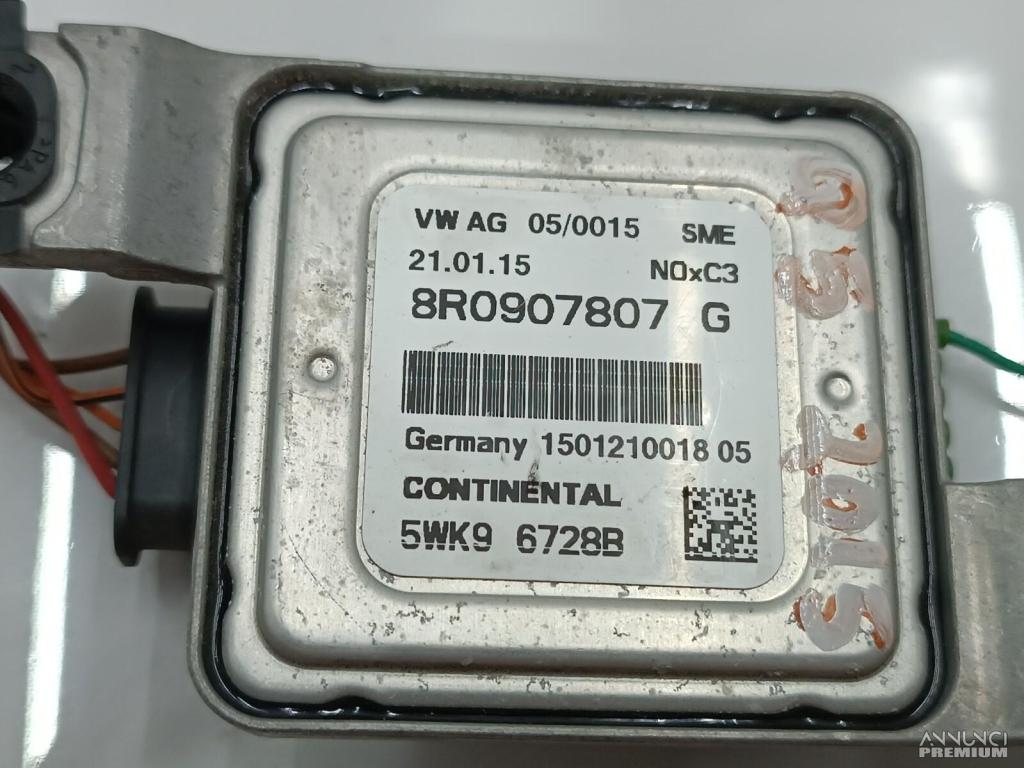 VW AG 05/0015 SME
21.01.15 NOxC3
8R0907807 G
Germany 1501210018 05
CONTINENTAL
5WK9 6728B
ANNUNCI
PREMIUM